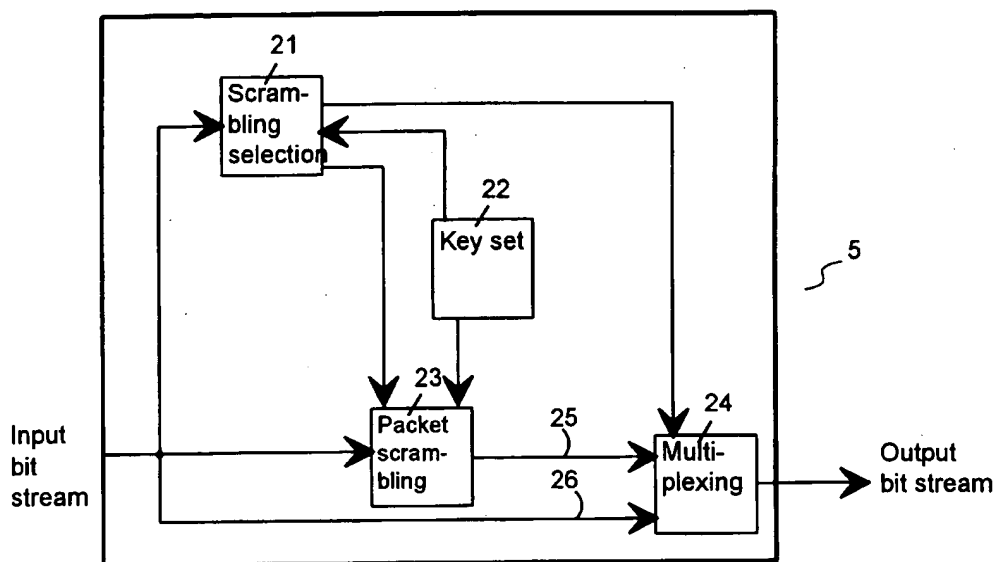 21
Scram-
bling
selection
22
Key set
5
23
Packet
scram-
bling
25
24
Multi-
plexing
26
Input
bit
stream
Output
bit stream